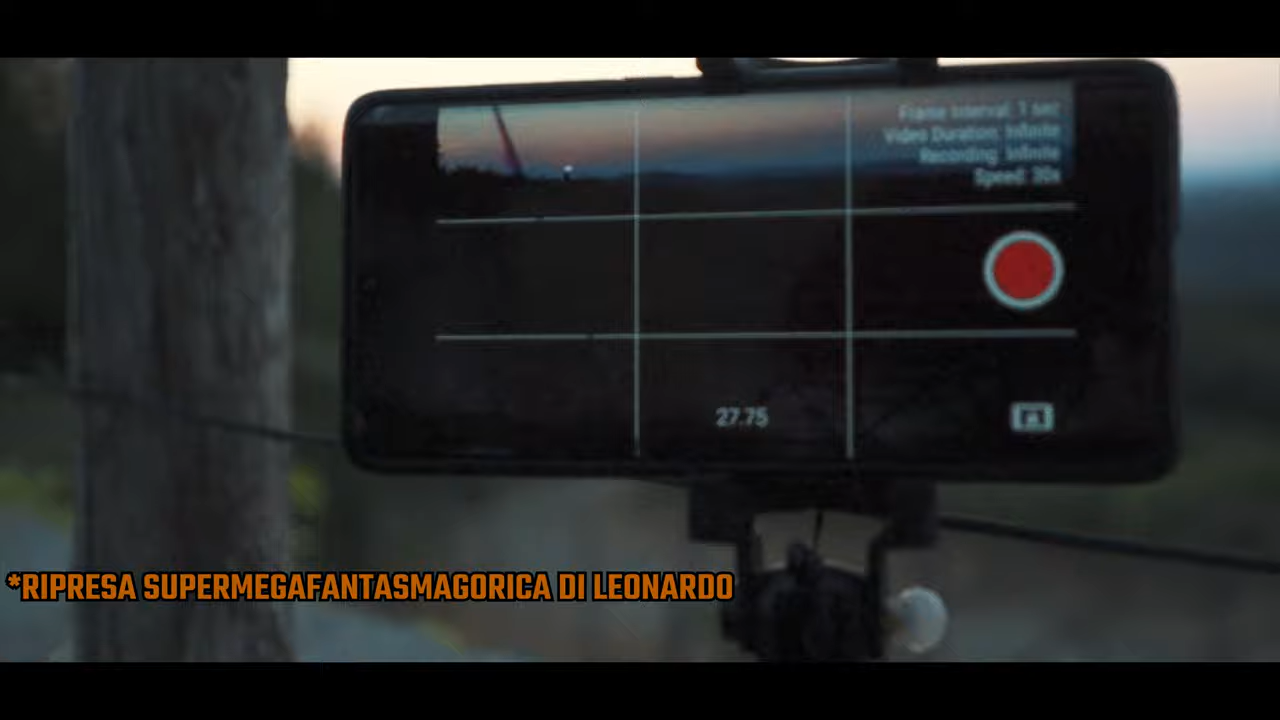 Frame Interval: 1 sec
Video Duration: Infinite
Recording: Infinite
Speed: 30x
27.75
*RIPRESA SUPERMEGAFANTASMAGORICA DI LEONARDO